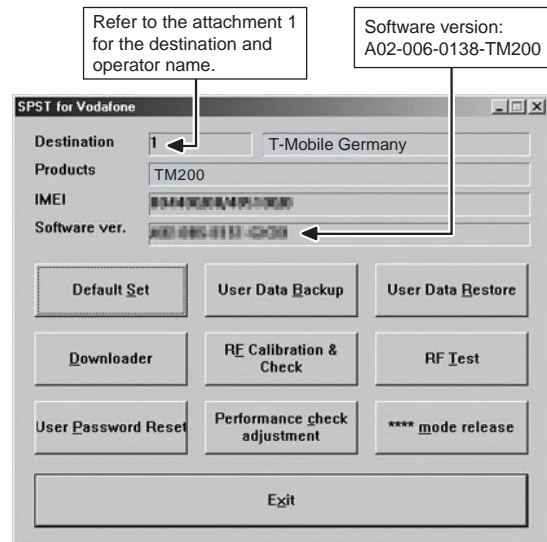 Refer to the attachment 1
for the destination and
operator name.
Software version:
A02-006-0138-TM200
SPST for Vodafone
Destination
1
T-Mobile Germany
Products
TM200
IMEI
Software ver.
Default Set
User Data Backup
User Data Restore
Downloader
RF Calibration &
Check
RF Test
User Password Reset
Performance check
adjustment
**** mode release
Exit